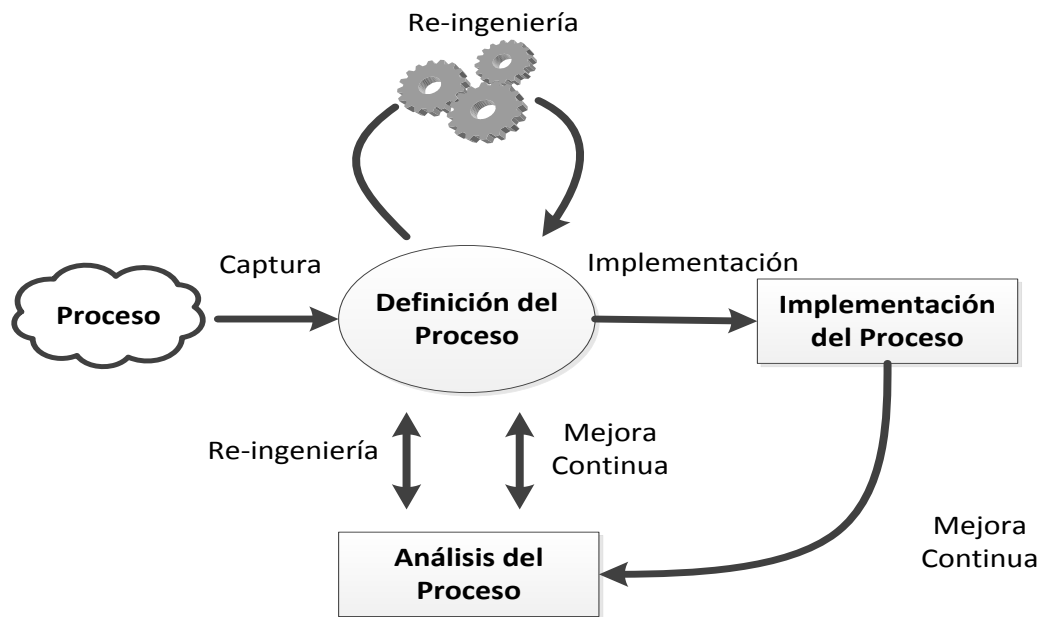 Re-ingeniería
Captura
Implementación
Proceso
Definición del
Proceso
Implementación
del Proceso
Re-ingeniería
Mejora
Continua
Análisis del
Proceso
Mejora
Continua